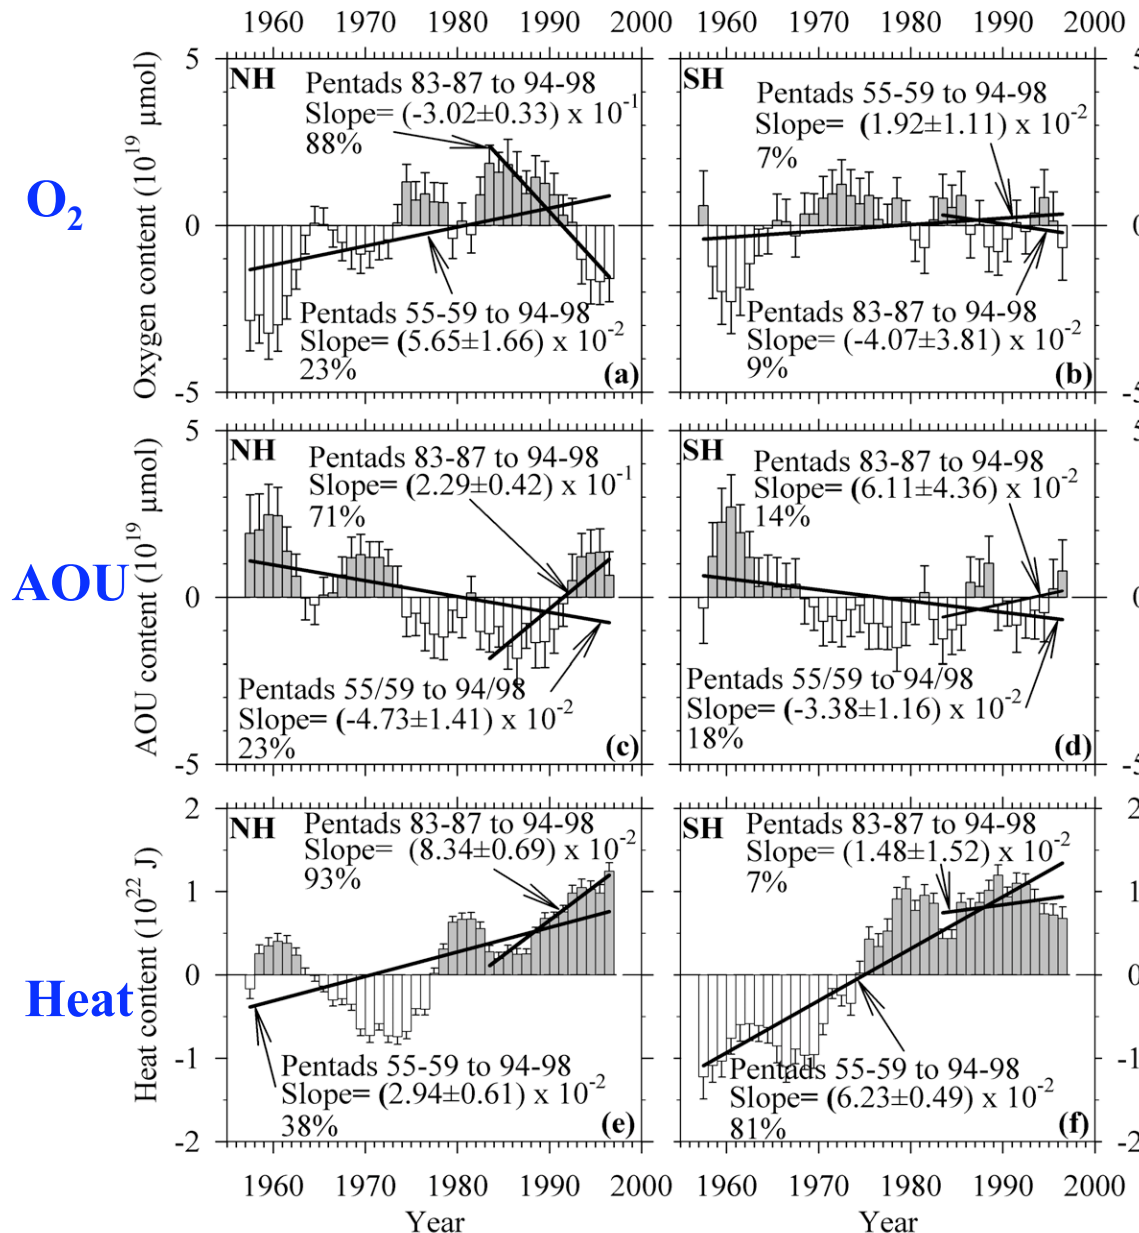 1960 1970 1980 1990 2000 1960 1970 1980 1990 2000
O2
Oxygen content (10^19 μmol)
5
0
-5
NH
Pentads 83-87 to 94-98
Slope= (-3.02±0.33) x 10^-1
88%
Pentads 55-59 to 94-98
Slope= (5.65±1.66) x 10^-2
23%
(a)
SH
Pentads 55-59 to 94-98
Slope= (1.92±1.11) x 10^-2
7%
Pentads 83-87 to 94-98
Slope= (-4.07±3.81) x 10^-2
9%
(b)
5
0
-5
AOU
AOU content (10^19 μmol)
5
0
-5
NH
Pentads 83-87 to 94-98
Slope= (2.29±0.42) x 10^-1
71%
Pentads 55/59 to 94/98
Slope= (-4.73±1.41) x 10^-2
23%
(c)
SH
Pentads 83-87 to 94-98
Slope= (6.11±4.36) x 10^-2
14%
Pentads 55/59 to 94/98
Slope= (-3.38±1.16) x 10^-2
18%
(d)
5
0
-5
Heat
Heat content (10^22 J)
2
1
0
-1
-2
NH
Pentads 83-87 to 94-98
Slope= (8.34±0.69) x 10^-2
93%
Pentads 55-59 to 94-98
Slope= (2.94±0.61) x 10^-2
38%
(e)
SH
Pentads 83-87 to 94-98
Slope= (1.48±1.52) x 10^-2
7%
Pentads 55-59 to 94-98
Slope= (6.23±0.49) x 10^-2
81%
(f)
2
1
0
-1
-2
1960 1970 1980 1990 2000 1960 1970 1980 1990 2000
Year Year